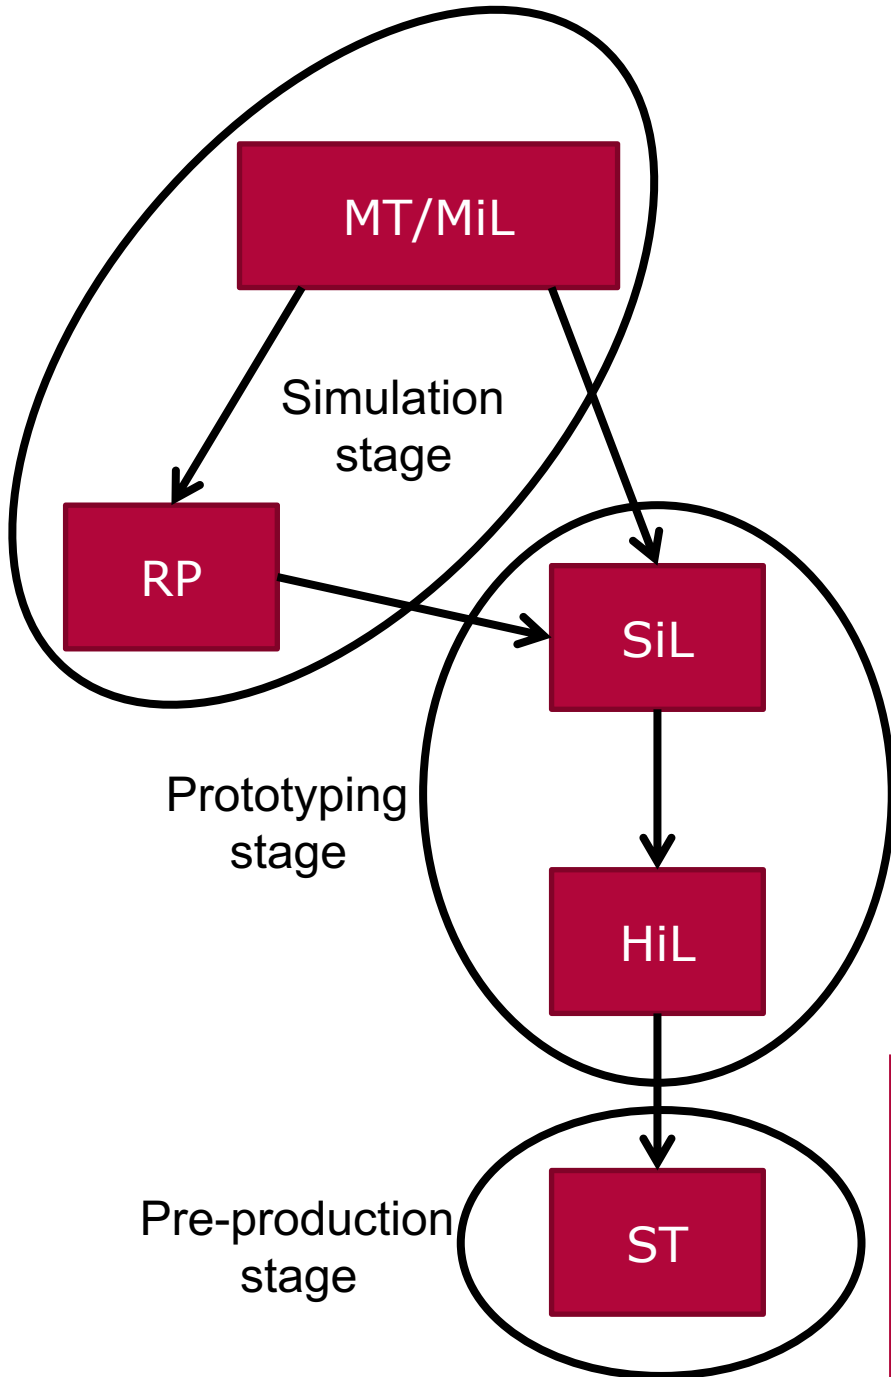 MT/MiL
Simulation
stage
RP
SiL
Prototyping
stage
HiL
Pre-production
stage
ST